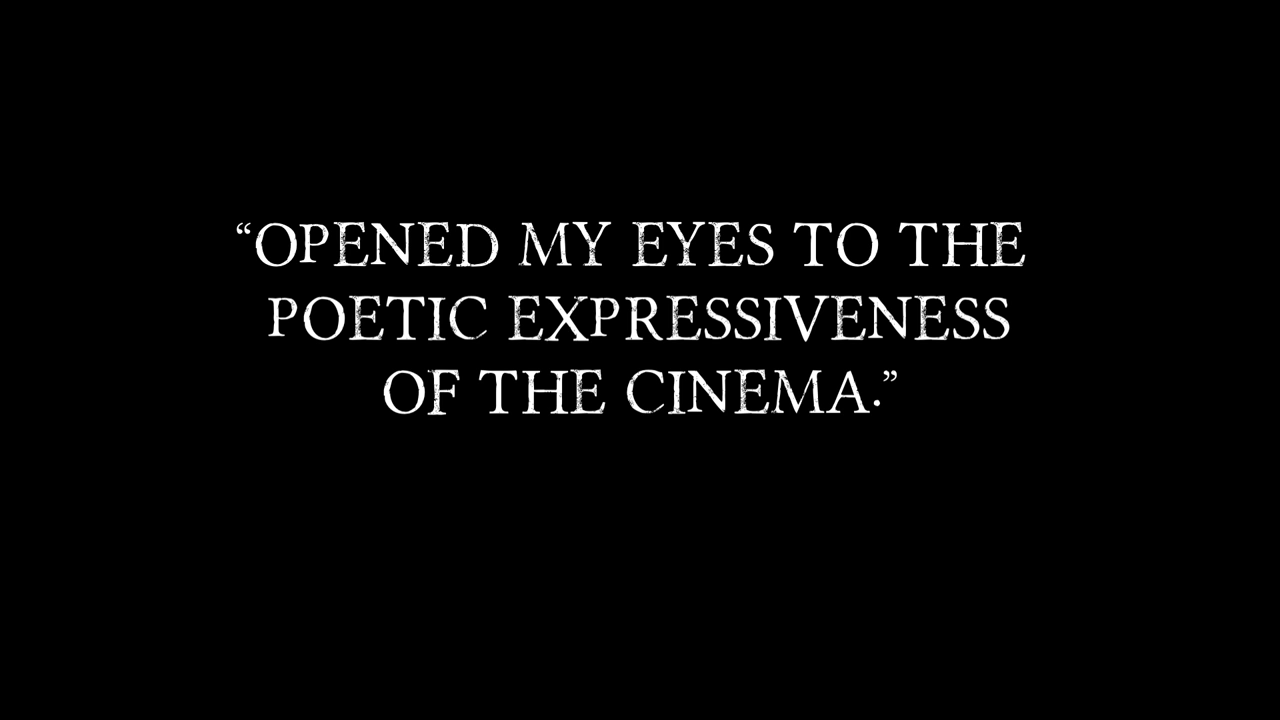 “OPENED MY EYES TO THE
POETIC EXPRESSIVENESS
OF THE CINEMA.”